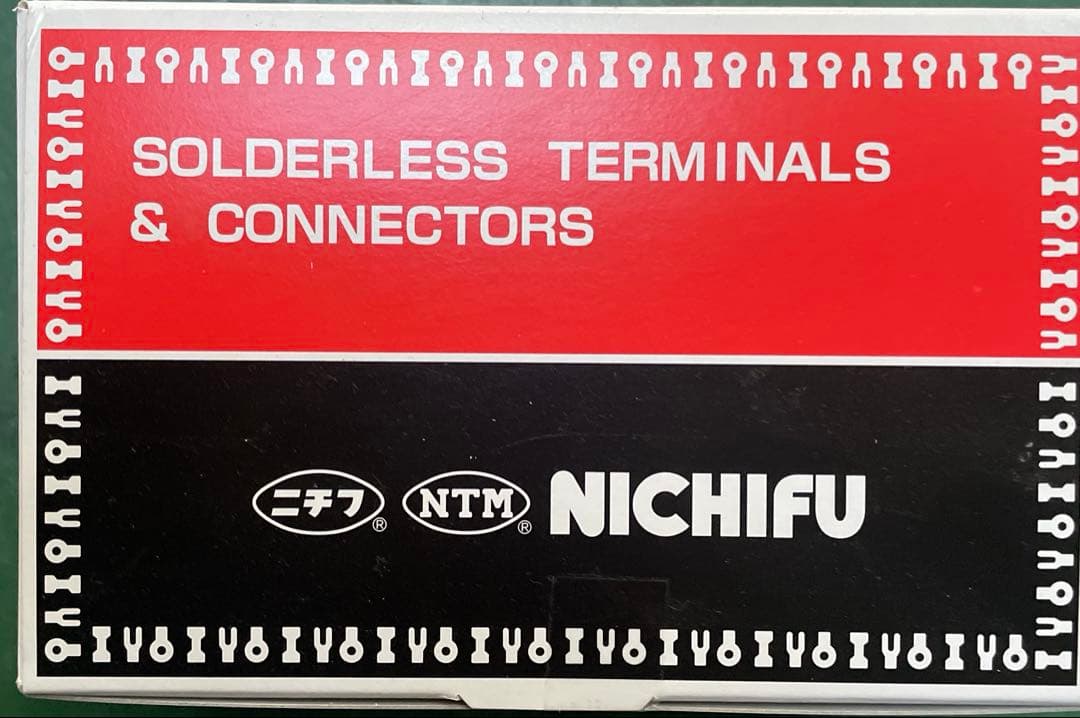 SOLDERLESS TERMINALS
& CONNECTORS
ニチフ® NTM® NICHIFU